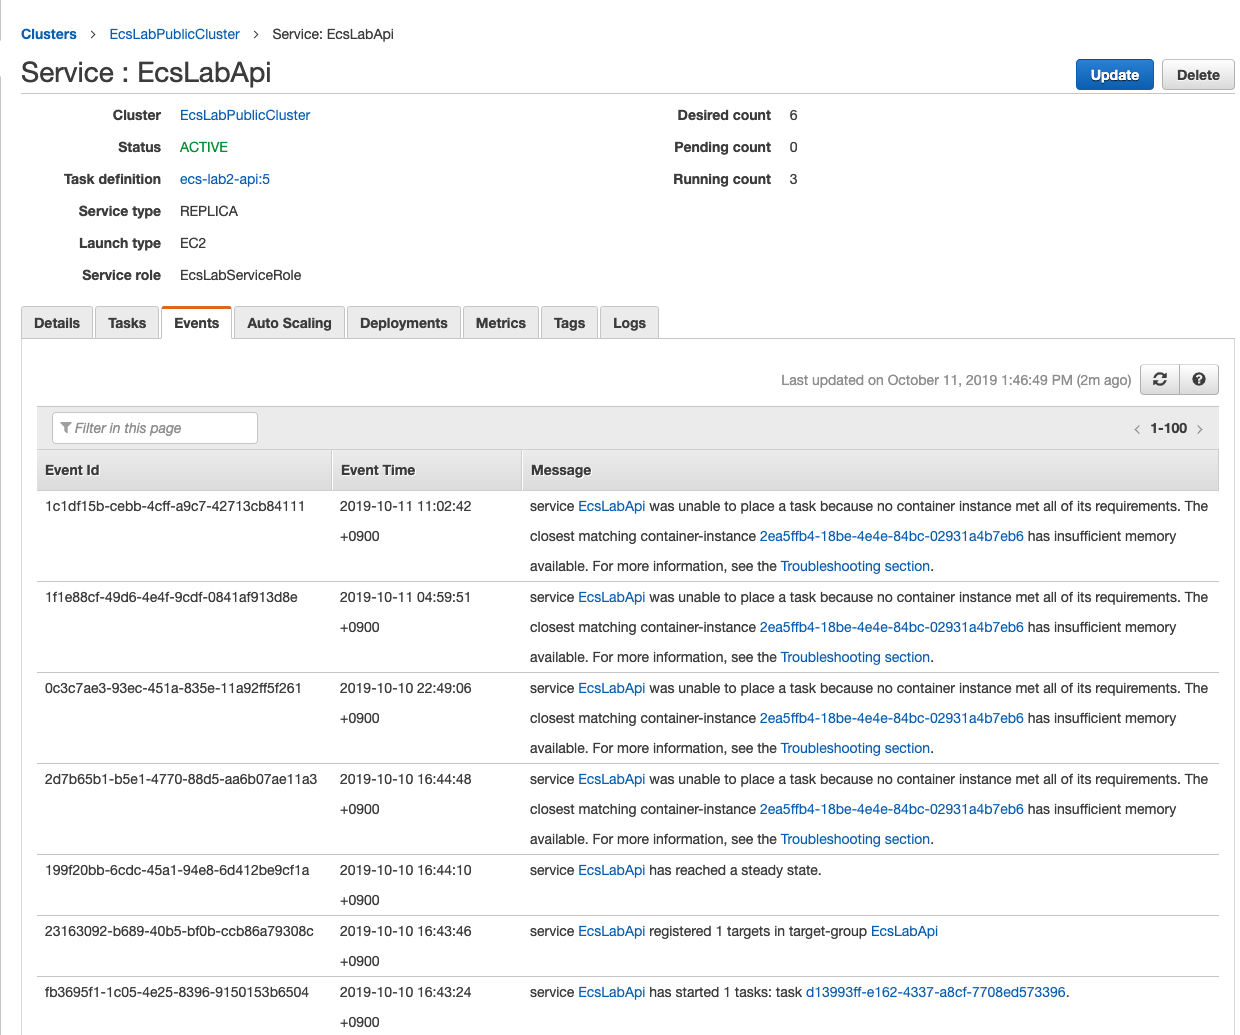 Clusters > EcsLabPublicCluster > Service: EcsLabApi
Service : EcsLabApi
Update Delete
Cluster EcsLabPublicCluster
Desired count 6
Status ACTIVE
Pending count 0
Task definition ecs-lab2-api:5
Running count 3
Service type REPLICA
Launch type EC2
Service role EcsLabServiceRole
Details Tasks Events Auto Scaling Deployments Metrics Tags Logs
Last updated on October 11, 2019 1:46:49 PM (2m ago)
Filter in this page
< 1-100 >
Event Id Event Time Message
1c1df15b-cebb-4cff-a9c7-42713cb84111 2019-10-11 11:02:42 service EcsLabApi was unable to place a task because no container instance met all of its requirements. The
+0900 closest matching container-instance 2ea5ffb4-18be-4e4e-84bc-02931a4b7eb6 has insufficient memory
available. For more information, see the Troubleshooting section.
1f1e88cf-49d6-4e4f-9cdf-0841af913d8e 2019-10-11 04:59:51 service EcsLabApi was unable to place a task because no container instance met all of its requirements. The
+0900 closest matching container-instance 2ea5ffb4-18be-4e4e-84bc-02931a4b7eb6 has insufficient memory
available. For more information, see the Troubleshooting section.
0c3c7ae3-93ec-451a-835e-11a92ff5f261 2019-10-10 22:49:06 service EcsLabApi was unable to place a task because no container instance met all of its requirements. The
+0900 closest matching container-instance 2ea5ffb4-18be-4e4e-84bc-02931a4b7eb6 has insufficient memory
available. For more information, see the Troubleshooting section.
2d7b65b1-b5e1-4770-88d5-aa6b07ae11a3 2019-10-10 16:44:48 service EcsLabApi was unable to place a task because no container instance met all of its requirements. The
+0900 closest matching container-instance 2ea5ffb4-18be-4e4e-84bc-02931a4b7eb6 has insufficient memory
available. For more information, see the Troubleshooting section.
199f20bb-6cdc-45a1-94e8-6d412be9cf1a 2019-10-10 16:44:10 service EcsLabApi has reached a steady state.
+0900
23163092-b689-40b5-bf0b-ccb86a79308c 2019-10-10 16:43:46 service EcsLabApi registered 1 targets in target-group EcsLabApi
+0900
fb3695f1-1c05-4e25-8396-9150153b6504 2019-10-10 16:43:24 service EcsLabApi has started 1 tasks: task d13993ff-e162-4337-a8cf-7708ed573396.
+0900